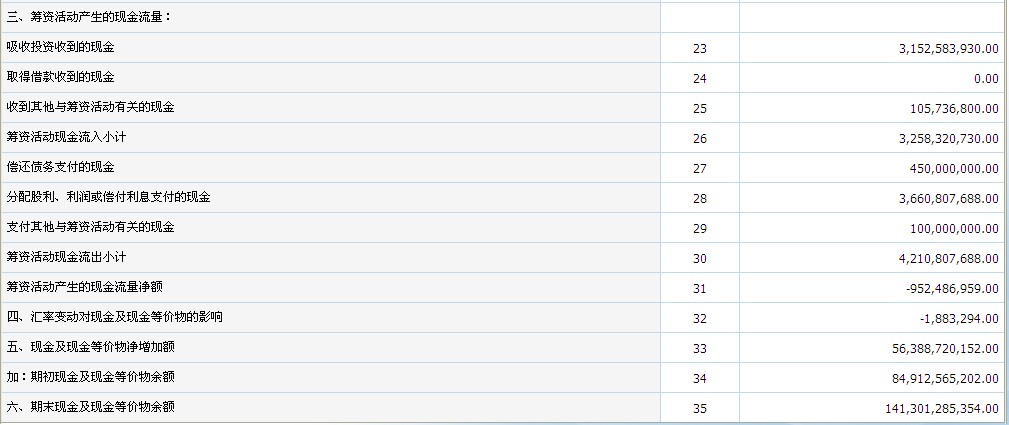 三、筹资活动产生的现金流量：
吸收投资收到的现金 23 3,152,583,930.00
取得借款收到的现金 24 0.00
收到其他与筹资活动有关的现金 25 105,736,800.00
筹资活动现金流入小计 26 3,258,320,730.00
偿还债务支付的现金 27 450,000,000.00
分配股利、利润或偿付利息支付的现金 28 3,660,807,688.00
支付其他与筹资活动有关的现金 29 100,000,000.00
筹资活动现金流出小计 30 4,210,807,688.00
筹资活动产生的现金流量净额 31 -952,486,959.00
四、汇率变动对现金及现金等价物的影响 32 -1,883,294.00
五、现金及现金等价物净增加额 33 56,388,720,152.00
加：期初现金及现金等价物余额 34 84,912,565,202.00
六、期末现金及现金等价物余额 35 141,301,285,354.00